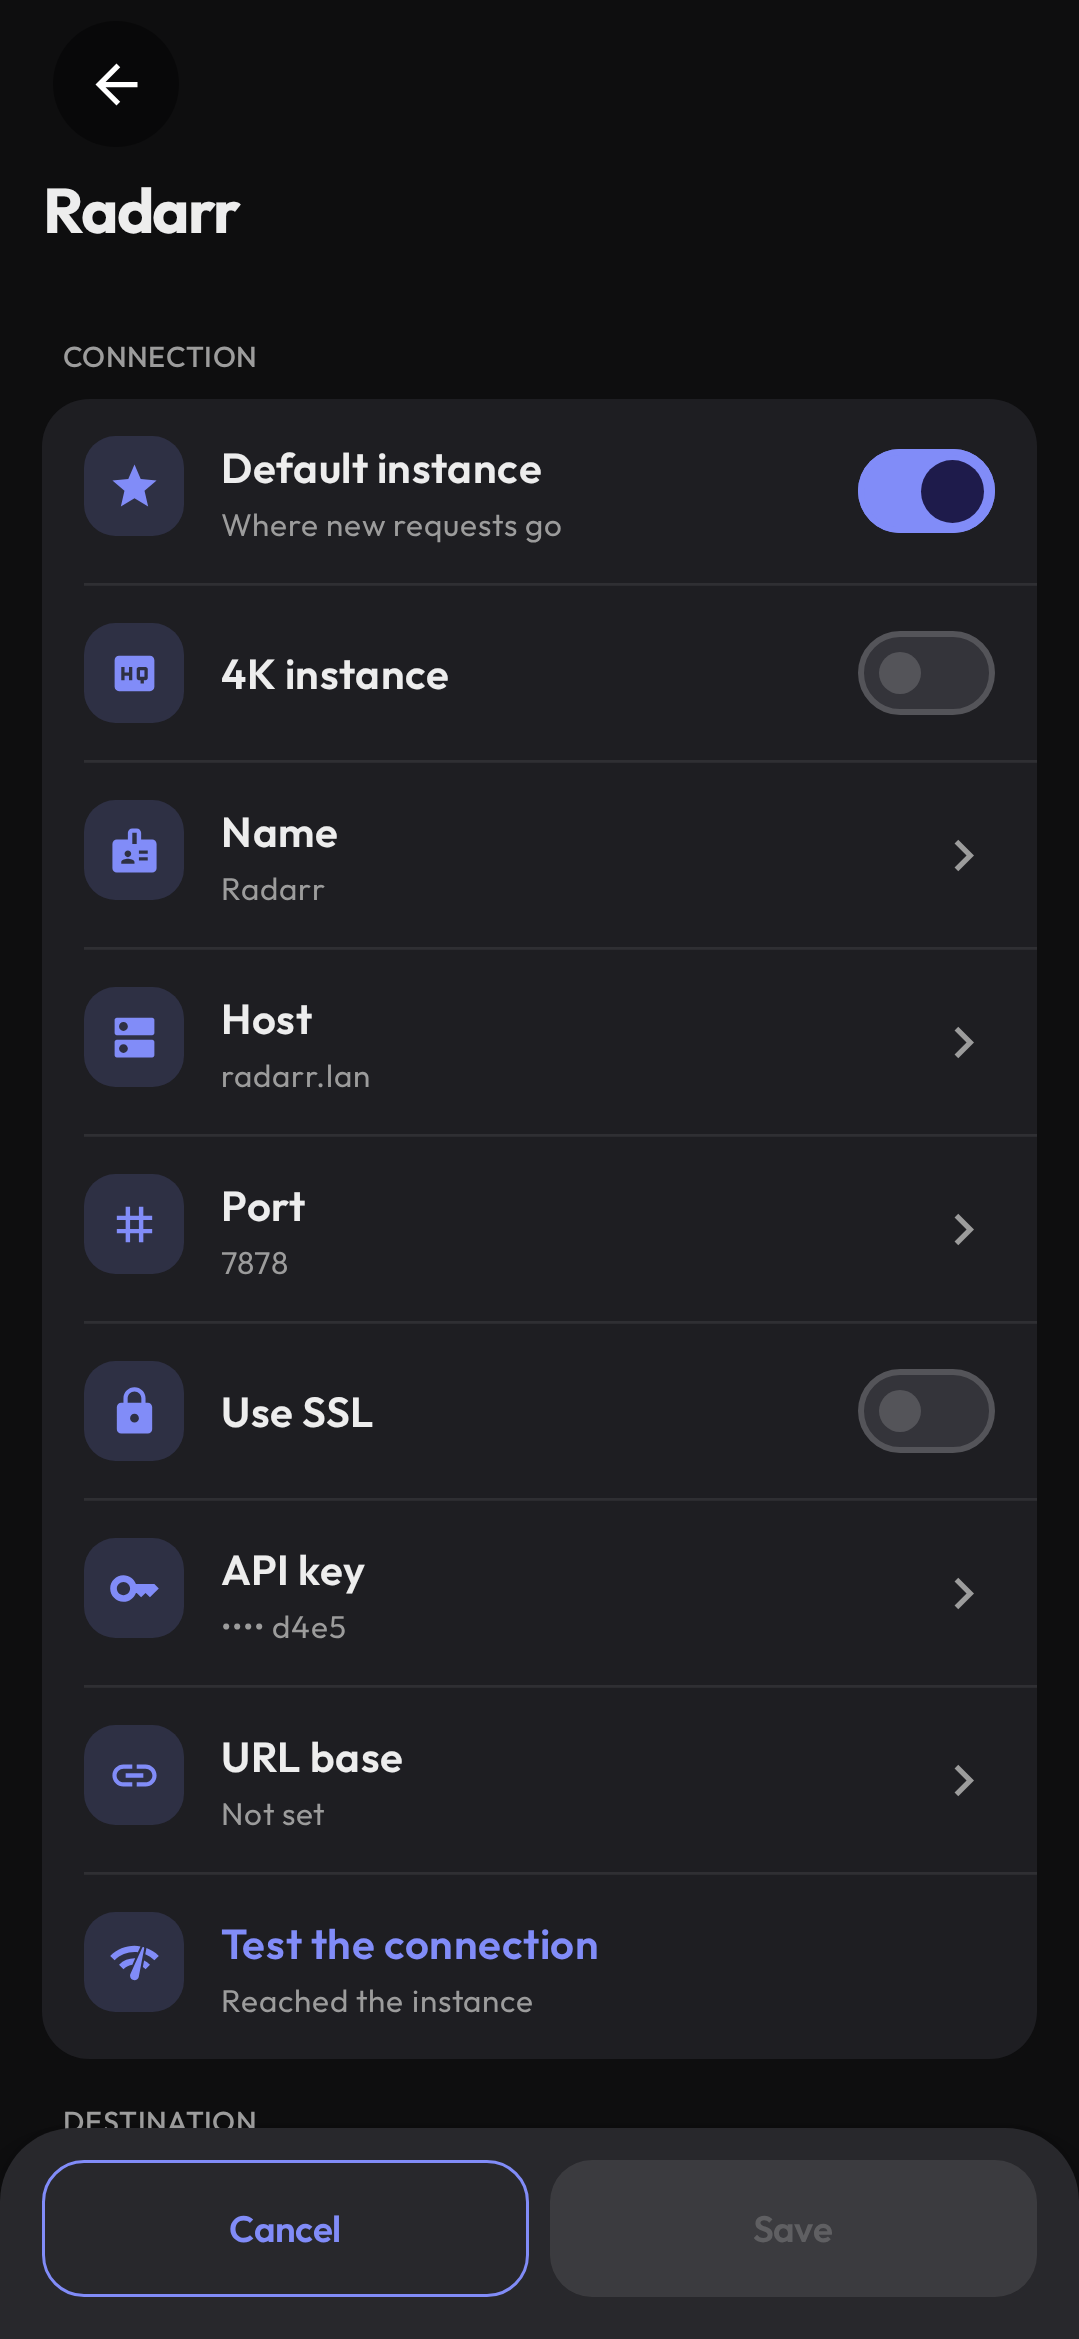 Radarr
CONNECTION
Default instance
Where new requests go
HQ
4K instance
Name
Radarr
Host
radarr.lan
Port
7878
Use SSL
API key
•••• d4e5
URL base
Not set
Test the connection
Reached the instance
DESTINATION
Cancel
Save